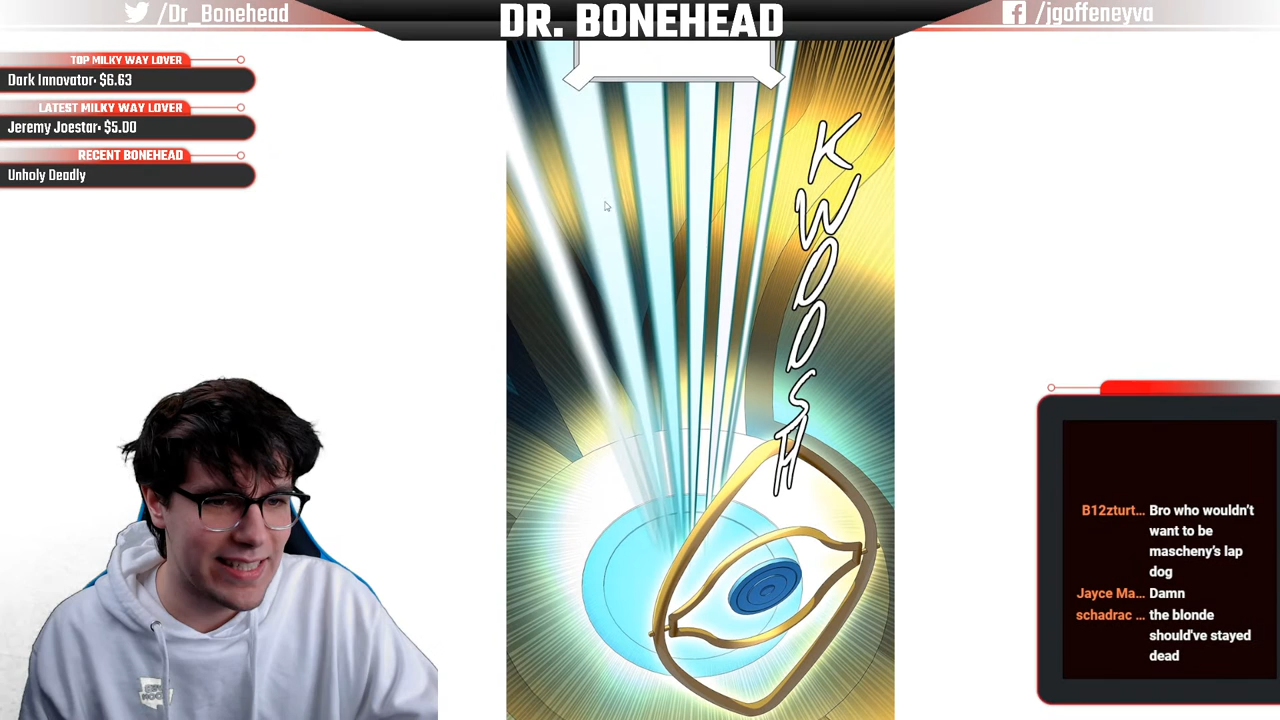 /Dr_Bonehead
DR. BONEHEAD
/jgoffeneyva
TOP MILKY WAY LOVER
Dark Innovator• $6.63
LATEST MILKY WAY LOVER
Jeremy Joestar• $5.00
RECENT BONEHEAD
Unholy Deadly
KWOOSH
B12zturt... Bro who wouldn't
want to be
mascheny's lap
dog
Jayce Ma... Damn
schadrac ... the blonde
should've stayed
dead